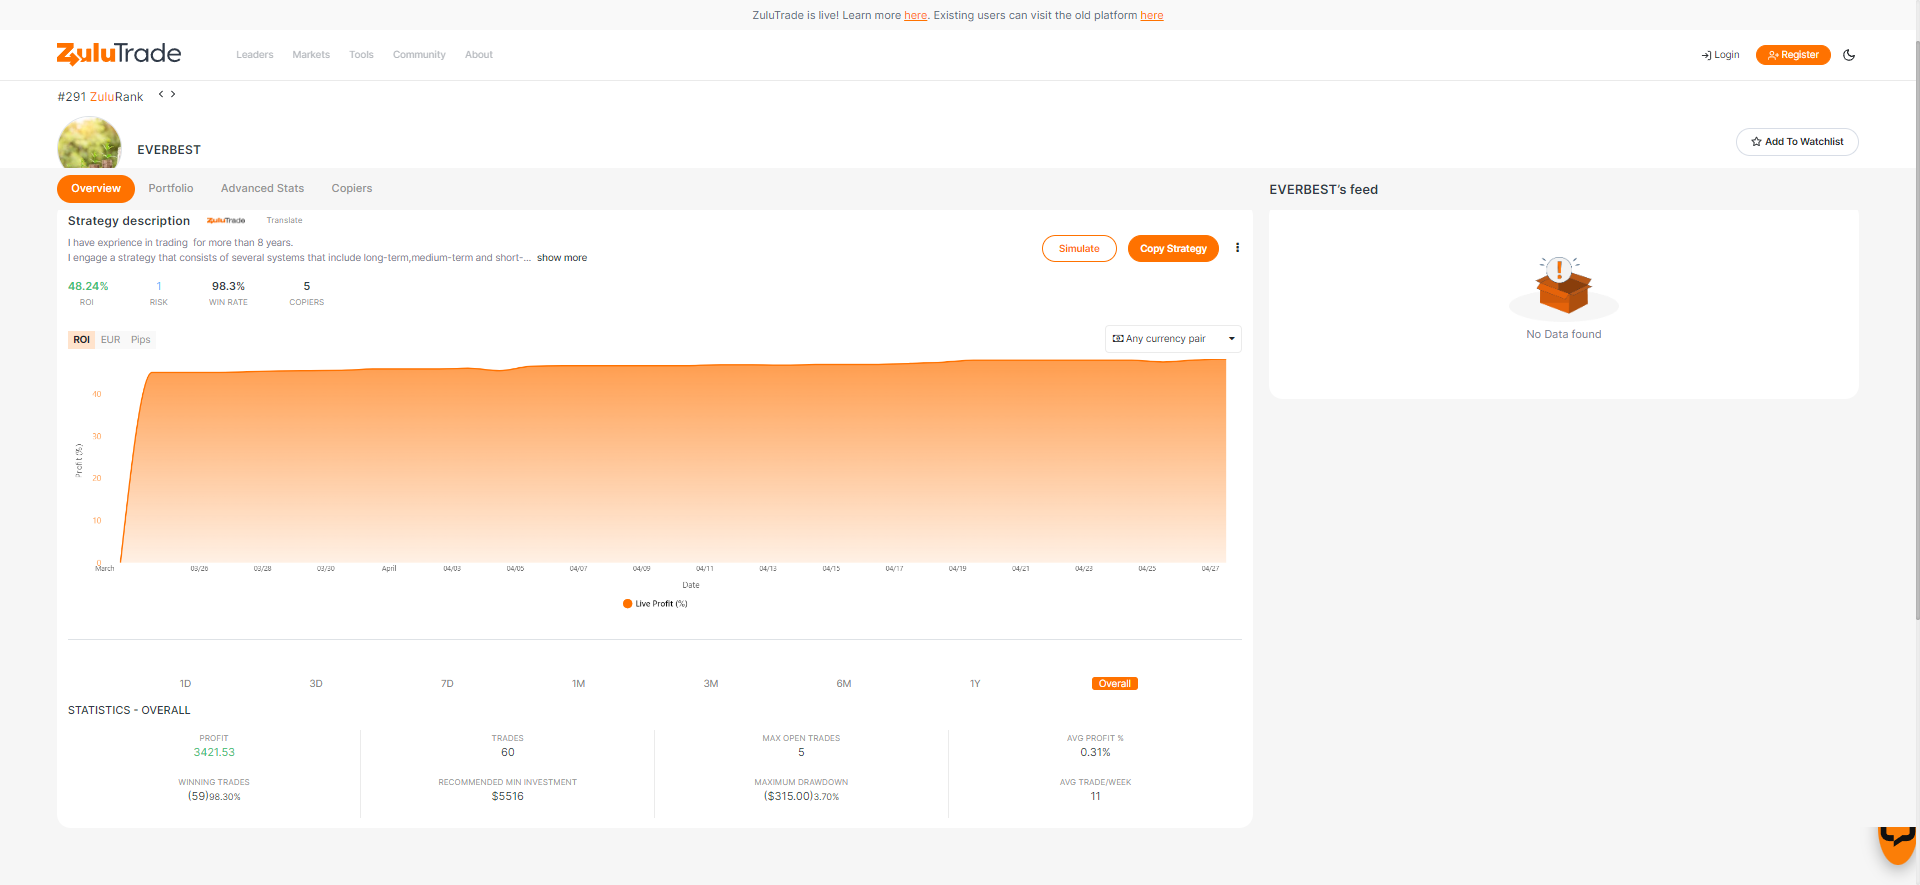 ZuluTrade is live! Learn more here. Existing users can visit the old platform here
ZuluTrade
Leaders Markets Tools Community About
Login Register
#291 ZuluRank
EVERBEST
Add To Watchlist
Overview Portfolio Advanced Stats Copiers
EVERBEST's feed
Strategy description ZuluTrade Translate
I have exprience in trading for more than 8 years.
I engage a strategy that consists of several systems that include long-term,medium-term and short-... show more
Simulate Copy Strategy
No Data found
48.24% 1 98.3% 5
ROI RISK WIN RATE COPIERS
ROI EUR Pips
Any currency pair
40
30
20
10
0
Profit (%)
March 03/26 03/28 03/30 April 04/03 04/05 04/07 04/09 04/11 04/13 04/15 04/17 04/19 04/21 04/23 04/25 04/27
Date
Live Profit (%)
1D 3D 7D 1M 3M 6M 1Y Overall
STATISTICS - OVERALL
PROFIT TRADES MAX OPEN TRADES AVG PROFIT %
3421.53 60 5 0.31%
WINNING TRADES RECOMMENDED MIN INVESTMENT MAXIMUM DRAWDOWN AVG TRADE/WEEK
(59)98.30% $5516 ($315.00)3.70% 11